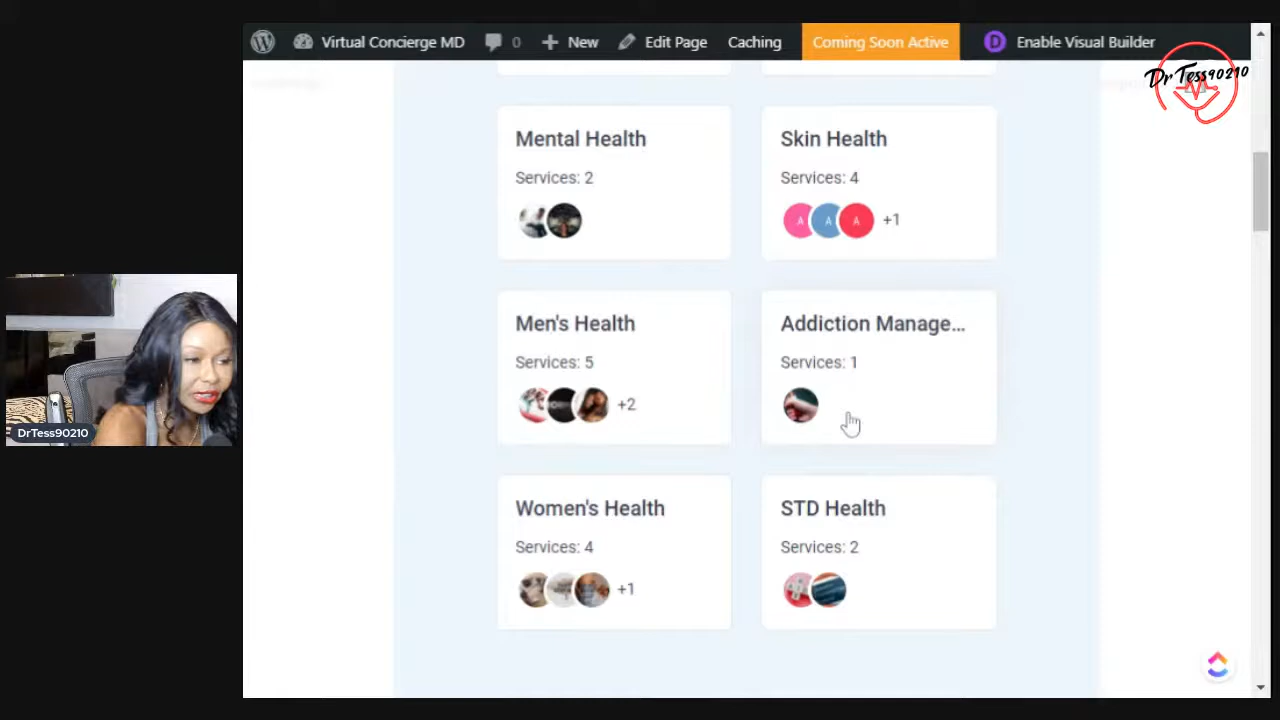 Virtual Concierge MD 0 New Edit Page Caching Coming Soon Active Enable Visual Builder
DrTess90210
Mental Health
Services: 2
Skin Health
Services: 4
A A A +1
Men's Health
Services: 5
+2
Addiction Manage...
Services: 1
Women's Health
Services: 4
+1
STD Health
Services: 2
DrTess90210